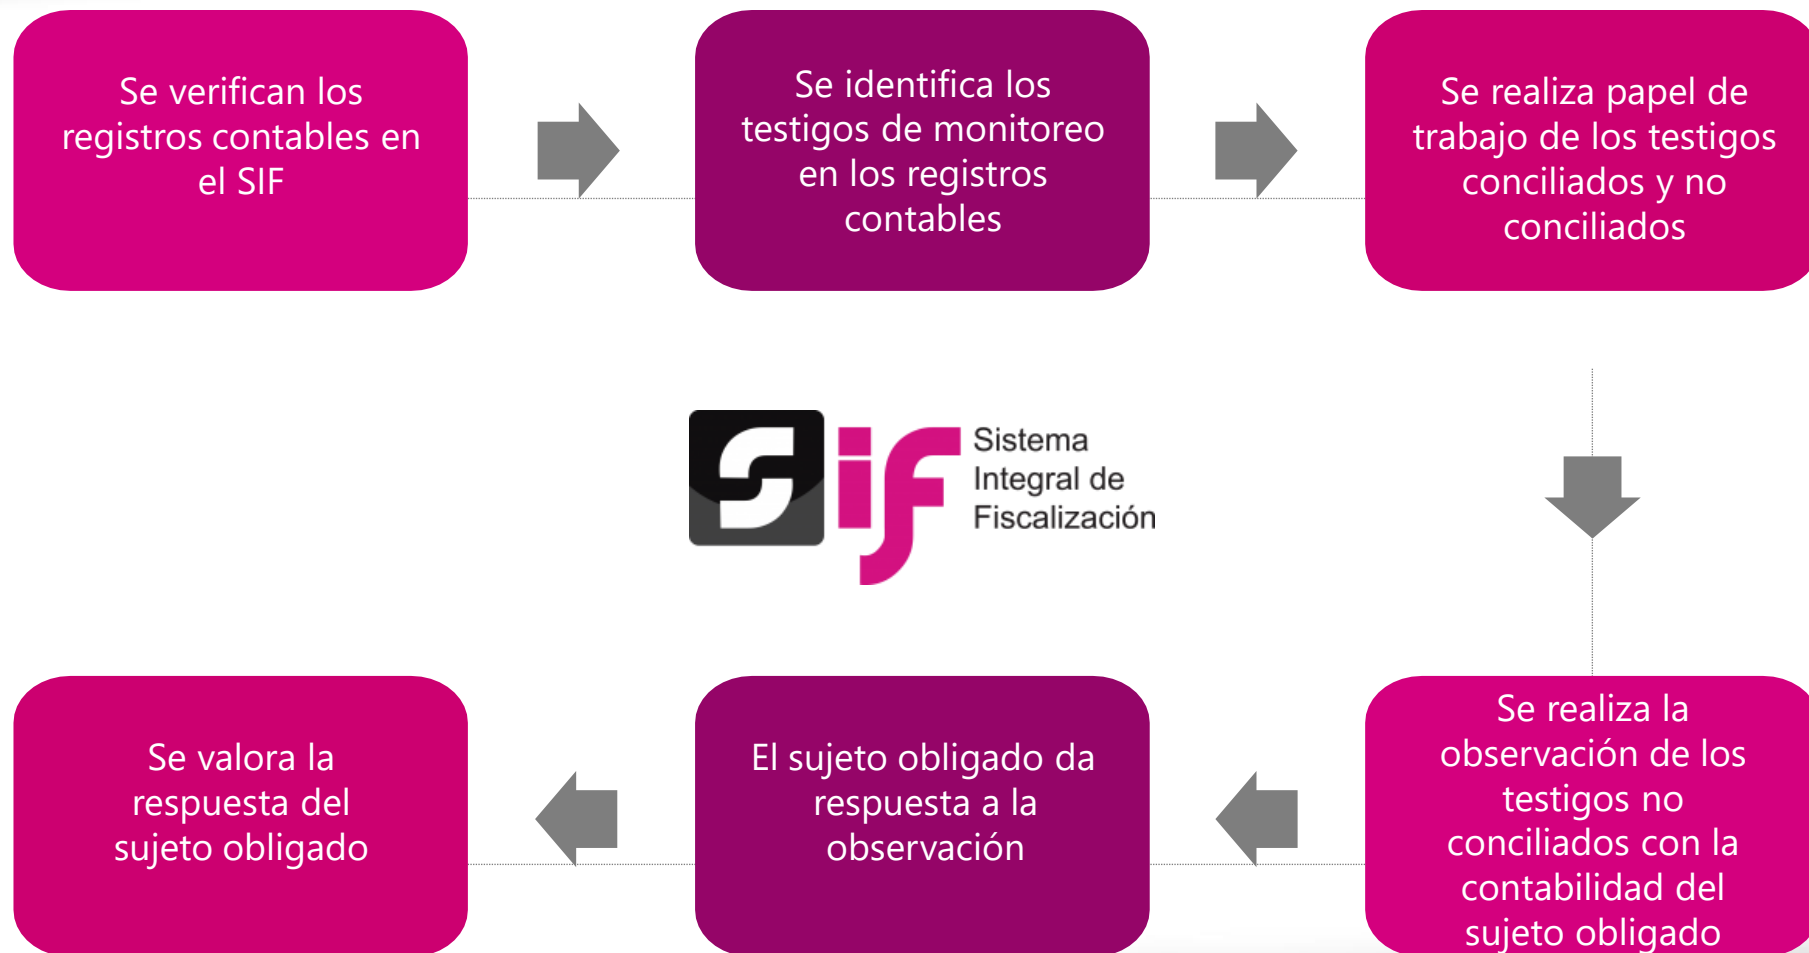 Se verifican los
registros contables en
el SIF
Se identifica los
testigos de monitoreo
en los registros
contables
Se realiza papel de
trabajo de los testigos
conciliados y no
conciliados
Sif
Sistema
Integral de
Fiscalización
Se valora la
respuesta del
sujeto obligado
El sujeto obligado da
respuesta a la
observación
Se realiza la
observación de los
testigos no
conciliados con la
contabilidad del
sujeto obligado